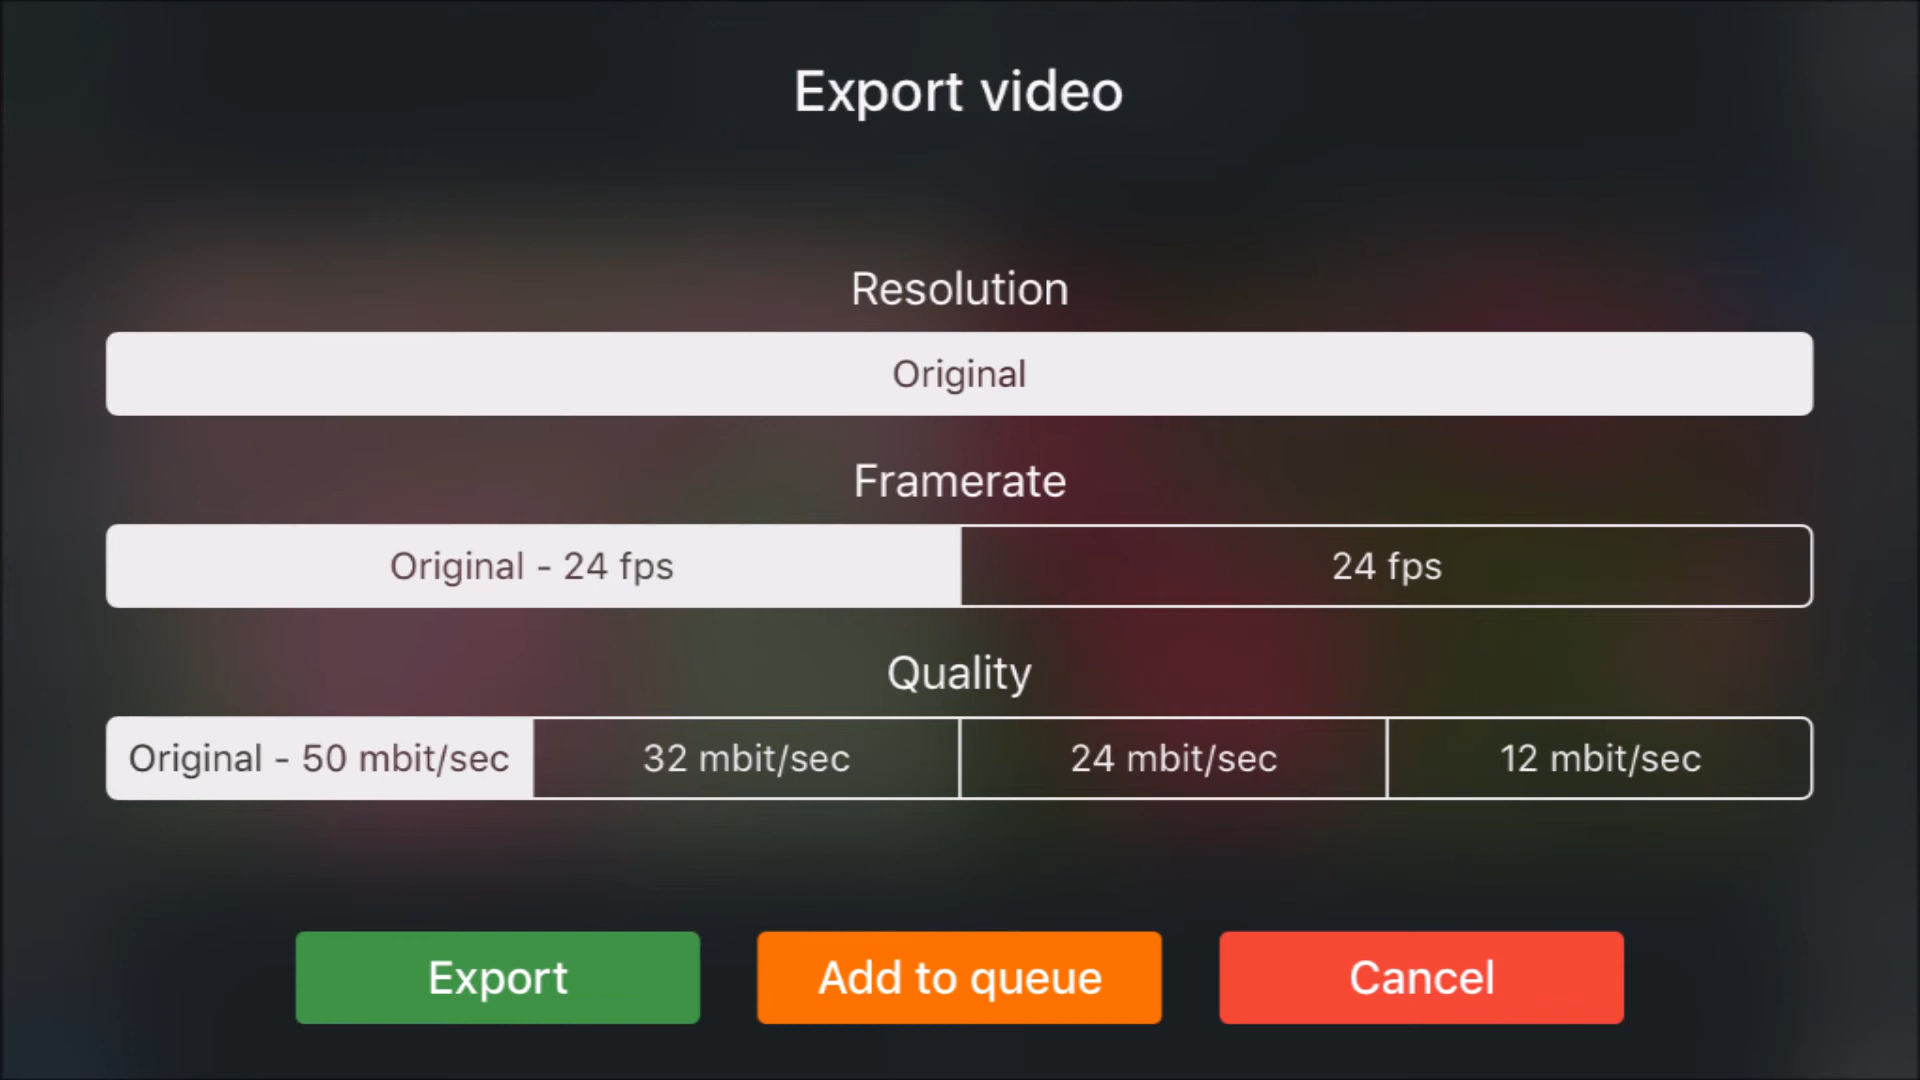 Export video
Resolution
Original
Framerate
Original - 24 fps
24 fps
Quality
Original - 50 mbit/sec
32 mbit/sec
24 mbit/sec
12 mbit/sec
Export
Add to queue
Cancel